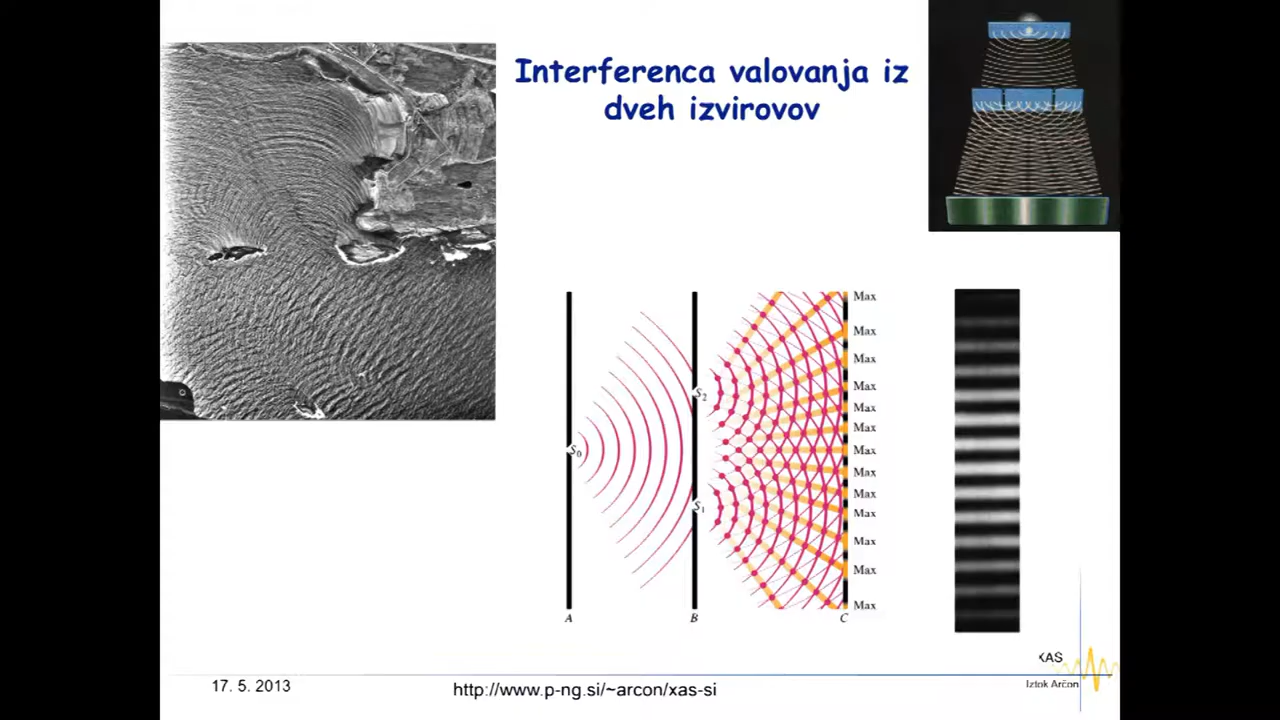 Interferenca valovanja iz
dveh izvirovov
Max
Max
Max
Max
Max
Max
Max
Max
Max
Max
Max
Max
Max
S2
S0
S1
A
B
C
XAS
Iztok Arčon
17. 5. 2013
http://www.p-ng.si/~arcon/xas-si